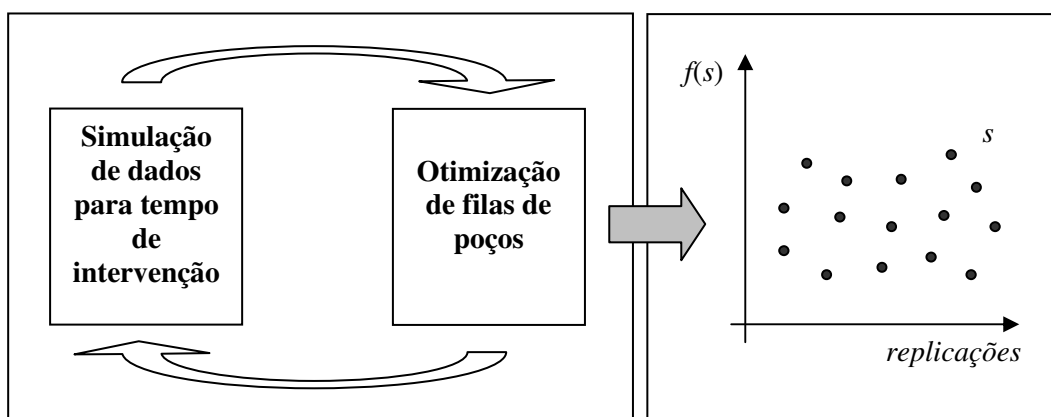 Simulação
de dados
para tempo
de
intervenção
Otimização
de filas de
poços
f(s)
s
replicações